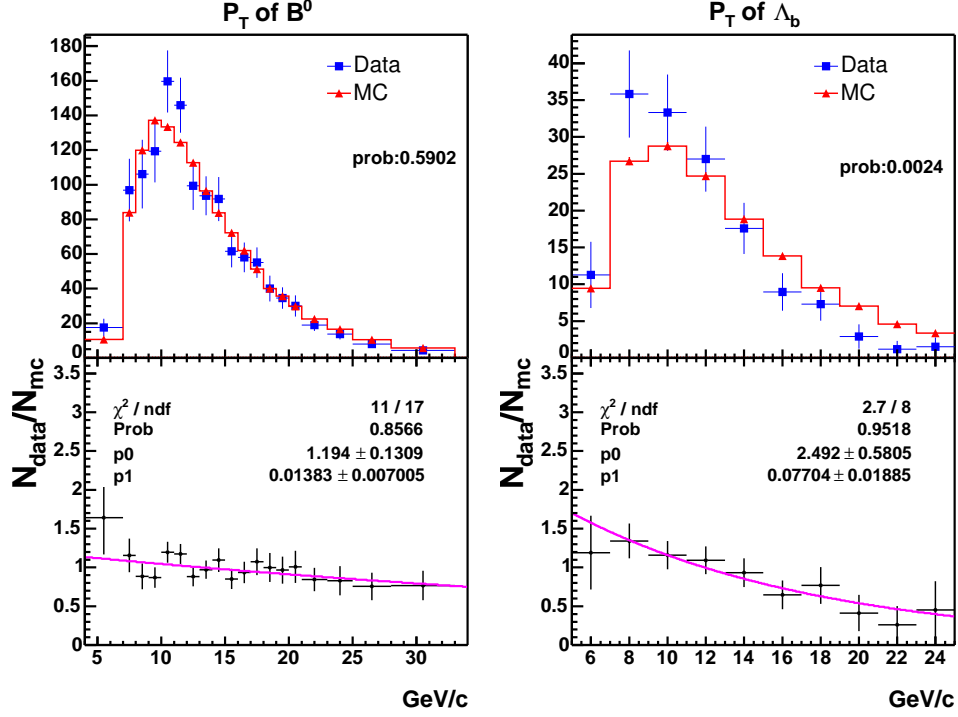 P_T of B^0
180
160
140
120
100
80
60
40
20
0
Data
MC
prob:0.5902
N_data/N_mc
3.5
3
2.5
2
1.5
1
0.5
0
χ^2 / ndf 11 / 17
Prob 0.8566
p0 1.194 ± 0.1309
p1 0.01383 ± 0.007005
5 10 15 20 25 30
GeV/c
P_T of Λ_b
40
35
30
25
20
15
10
5
0
Data
MC
prob:0.0024
N_data/N_mc
3.5
3
2.5
2
1.5
1
0.5
0
χ^2 / ndf 2.7 / 8
Prob 0.9518
p0 2.492 ± 0.5805
p1 0.07704 ± 0.01885
6 8 10 12 14 16 18 20 22 24
GeV/c